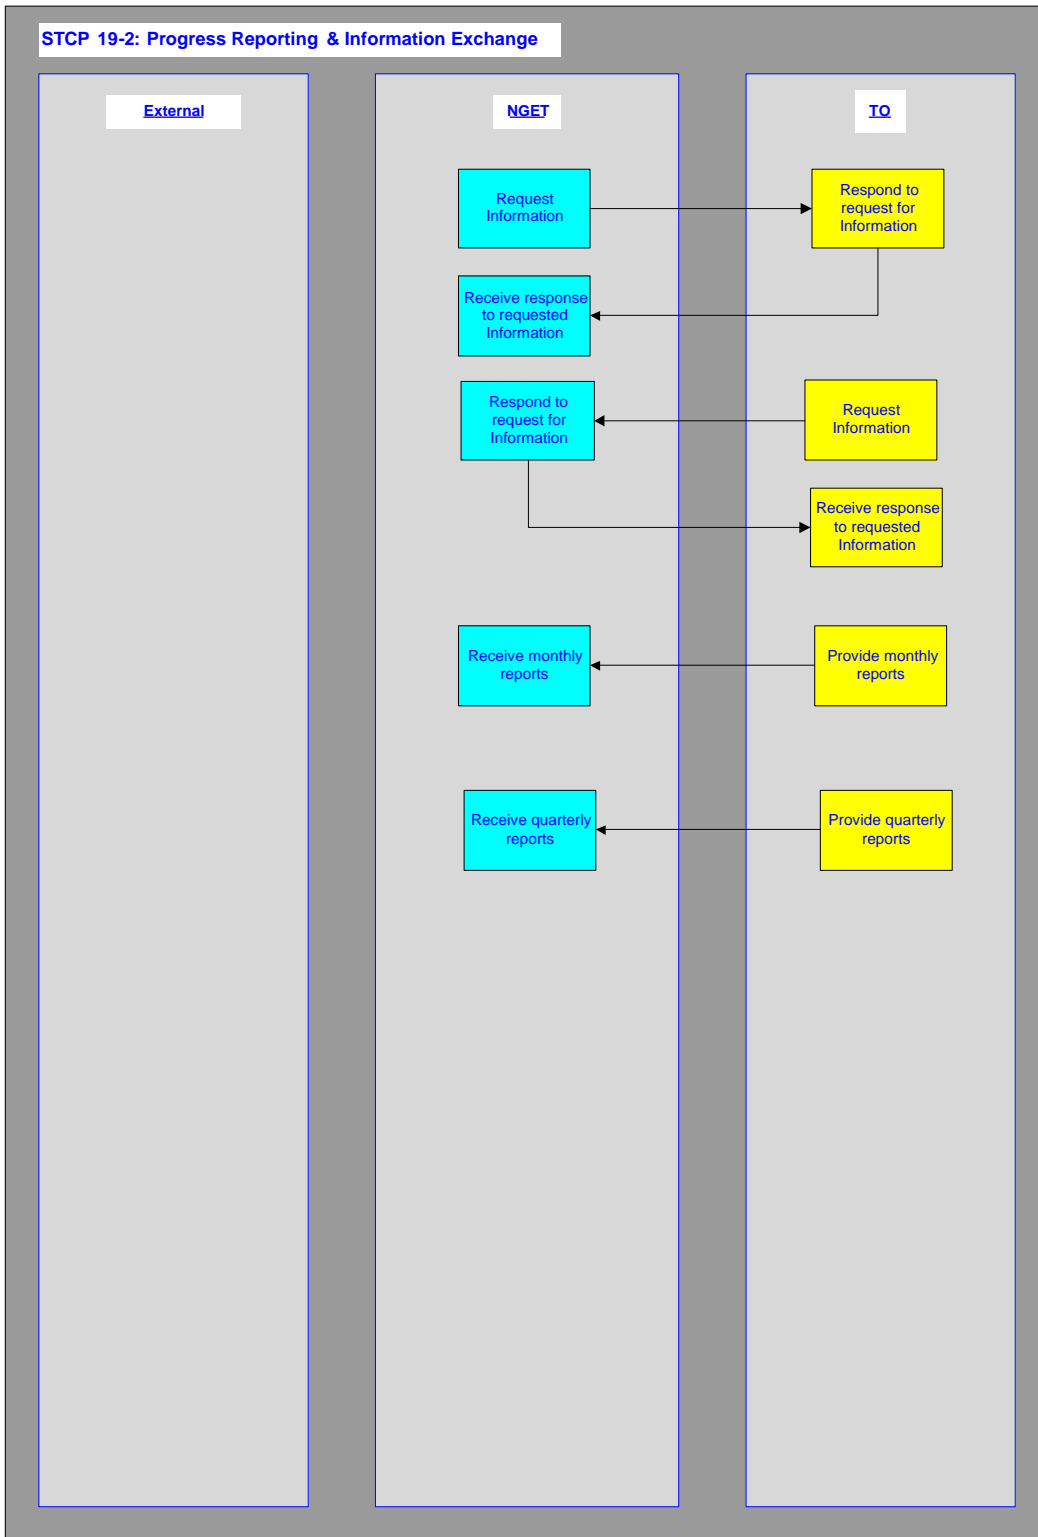 STCP 19-2: Progress Reporting & Information Exchange
External
NGET
TO
Request
Information
Respond to
request for
Information
Receive response
to requested
Information
Respond to
request for
Information
Request
Information
Receive response
to requested
Information
Receive monthly
reports
Provide monthly
reports
Receive quarterly
reports
Provide quarterly
reports